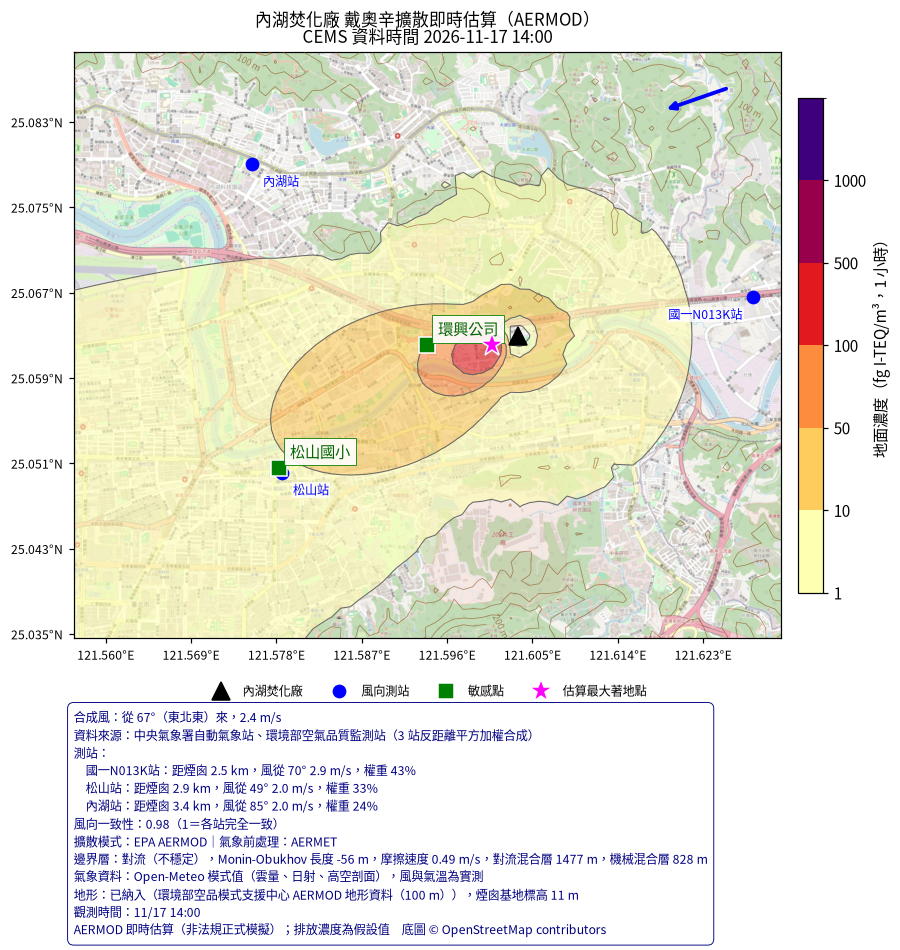 內湖焚化廠 戴奧辛擴散即時估算（AERMOD）
CEMS 資料時間 2026-11-17 14:00
25.083°N
25.075°N
25.067°N
25.059°N
25.051°N
25.043°N
25.035°N
100 m
100 m
100 m
內湖站
國一N013K站
環興公司
松山國小
松山站
121.560°E
121.569°E
121.578°E
121.587°E
121.596°E
121.605°E
121.614°E
121.623°E
1000
500
100
50
10
1
地面濃度（fg I-TEQ/m³，1 小時）
內湖焚化廠
風向測站
敏感點
估算最大著地點
合成風：從 67°（東北東）來，2.4 m/s
資料來源：中央氣象署自動氣象站、環境部空氣品質監測站（3 站反距離平方加權合成）
測站：
國一N013K站：距煙囪 2.5 km，風從 70° 2.9 m/s，權重 43%
松山站：距煙囪 2.9 km，風從 49° 2.0 m/s，權重 33%
內湖站：距煙囪 3.4 km，風從 85° 2.0 m/s，權重 24%
風向一致性：0.98（1＝各站完全一致）
擴散模式：EPA AERMOD｜氣象前處理：AERMET
邊界層：對流（不穩定），Monin-Obukhov 長度 -56 m，摩擦速度 0.49 m/s，對流混合層 1477 m，機械混合層 828 m
氣象資料：Open-Meteo 模式值（雲量、日射、高空剖面），風與氣溫為實測
地形：已納入（環境部空品模式支援中心 AERMOD 地形資料（100 m）），煙囪基地標高 11 m
觀測時間：11/17 14:00
AERMOD 即時估算（非法規正式模擬）；排放濃度為假設值　底圖 © OpenStreetMap contributors